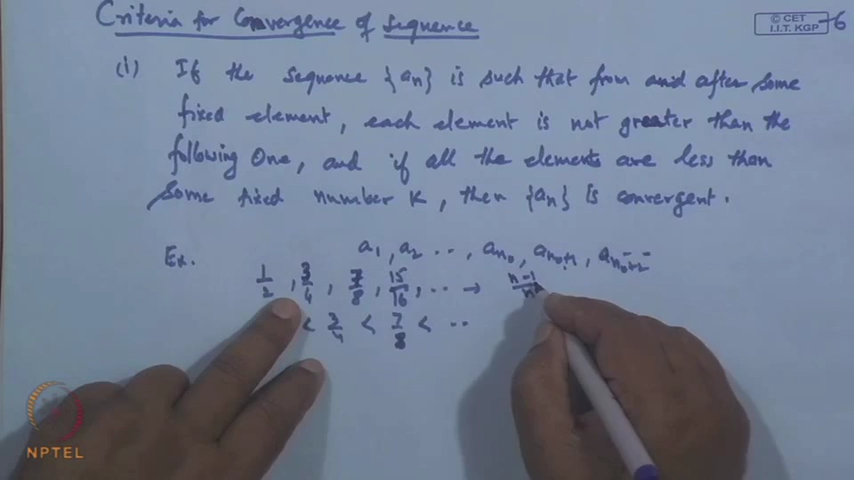 Criteria for Convergence of Sequence
© CET
I.I.T. KGP
-6
(i) If the sequence {an} is such that from and after some
fixed element, each element is not greater than the
following One, and if all the elements are less than
some fixed number K, then {an} is convergent.
Ex. a1, a2 ..., an0, an0+1, an0+2 --
1/2, 3/4, 7/8, 15/16, ... → n-1/n
< 3/4 < 7/8 < ..
NPTEL